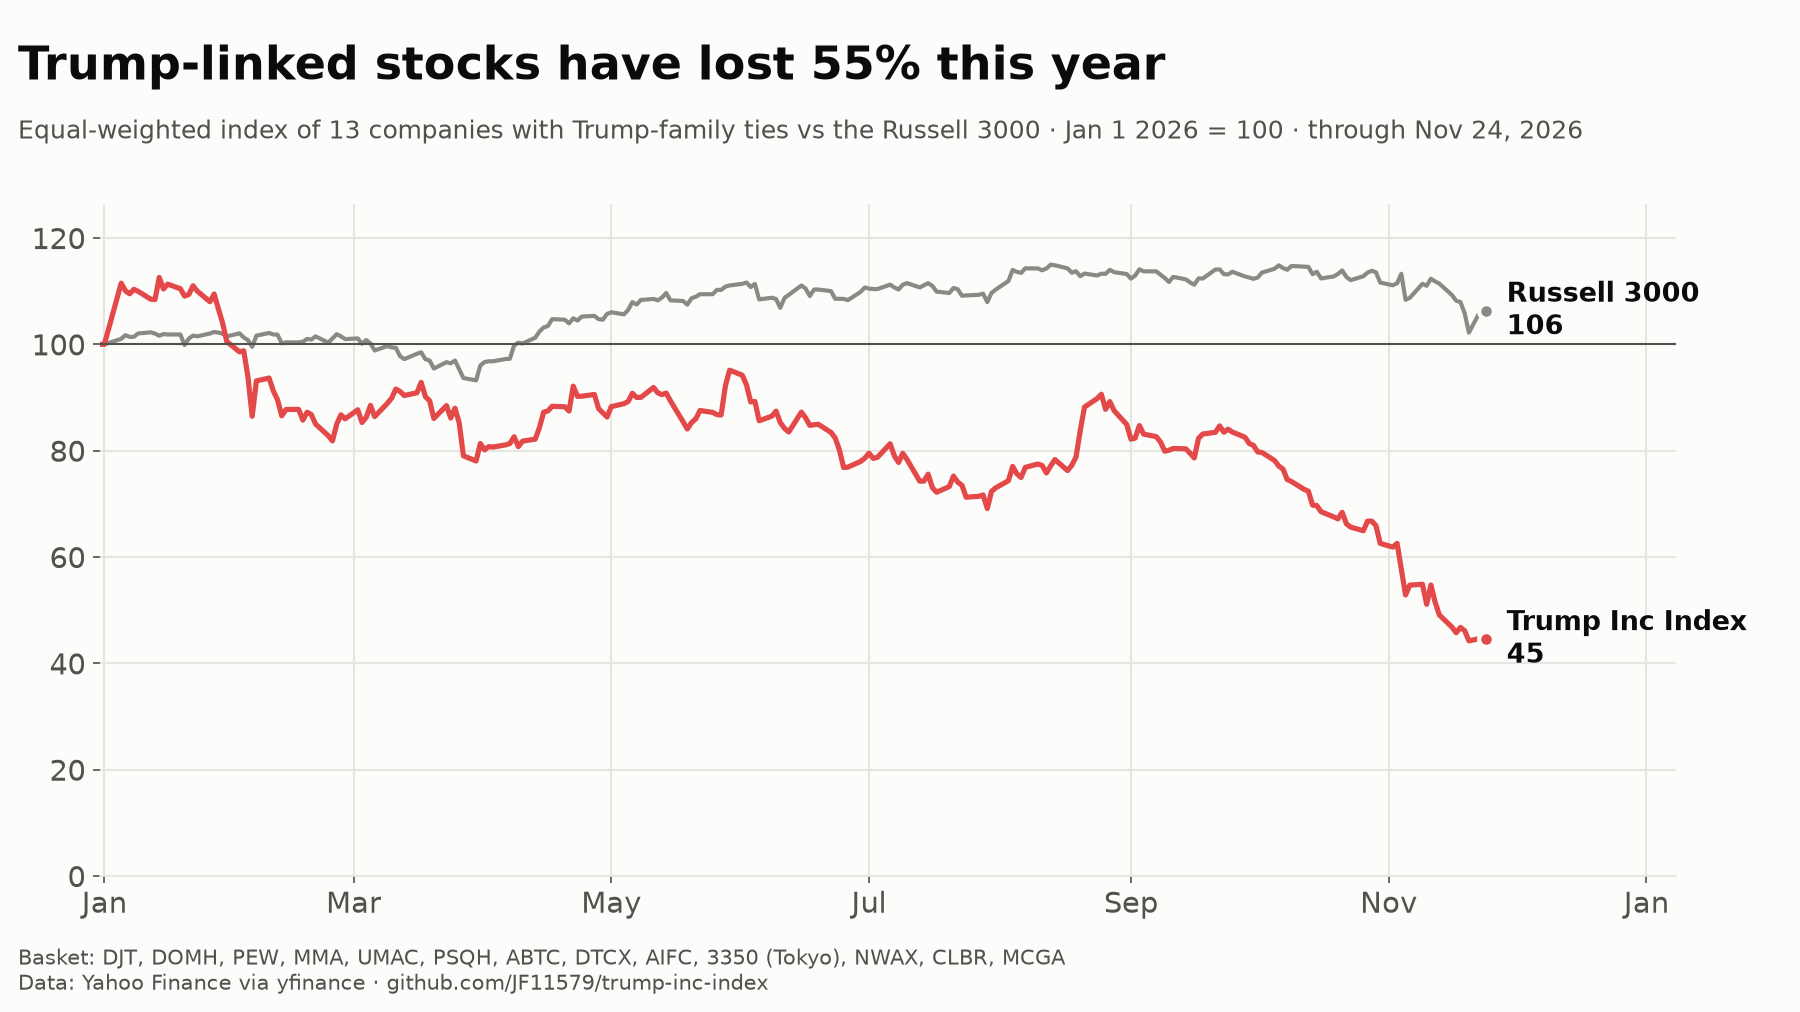 Trump-linked stocks have lost 55% this year
Equal-weighted index of 13 companies with Trump-family ties vs the Russell 3000 · Jan 1 2026 = 100 · through Nov 24, 2026
120
100
80
60
40
20
0
Russell 3000
106
Trump Inc Index
45
Jan Mar May Jul Sep Nov Jan
Basket: DJT, DOMH, PEW, MMA, UMAC, PSQH, ABTC, DTCX, AIFC, 3350 (Tokyo), NWAX, CLBR, MCGA
Data: Yahoo Finance via yfinance · github.com/JF11579/trump-inc-index